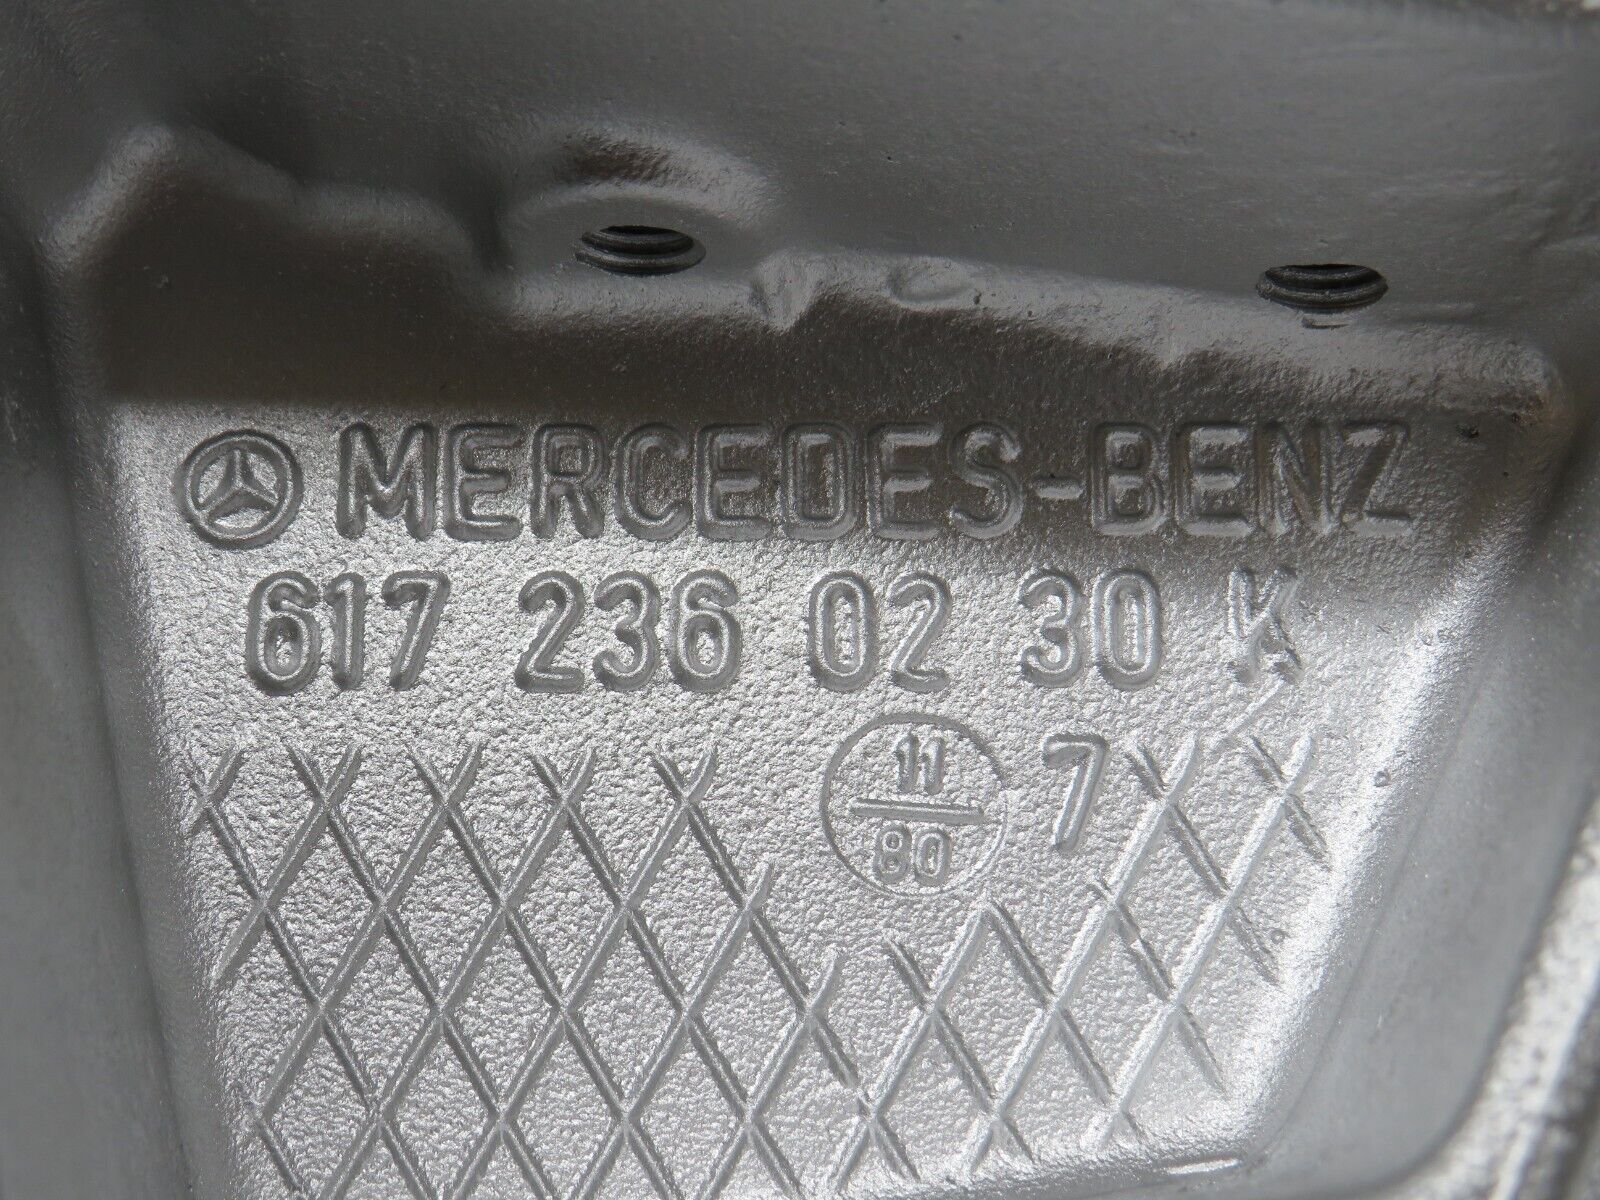 MERCEDES-BENZ
617 236 02 30 K
11 7
80